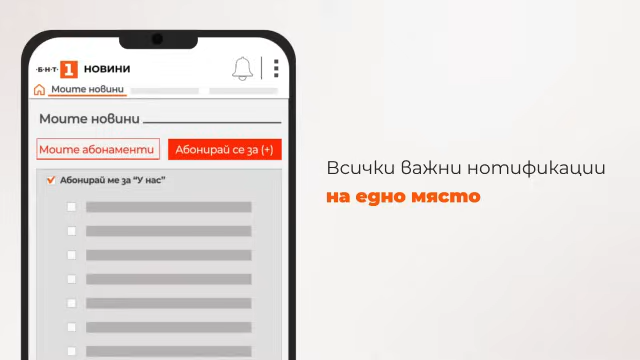 ·Б·Н·Т· 1 НОВИНИ
Моите новини
Моите новини
Моите абонаменти
Абонирай се за (+)
Абонирай ме за "У нас"
Всички важни нотификации
на едно място